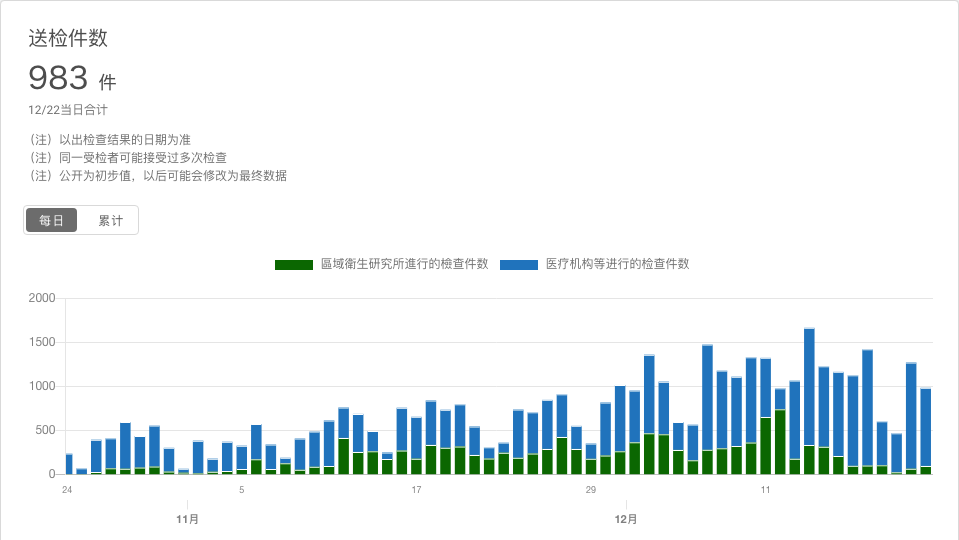 送检件数
983 件
12/22当日合计
（注）以出检查结果的日期为准
（注）同一受检者可能接受过多次检查
（注）公开为初步值，以后可能会修改为最终数据
每日 累计
區域衛生研究所進行的檢查件數 医疗机构等进行的检查件数
2000
1500
1000
500
0
24 5 17 29 11
11月 12月